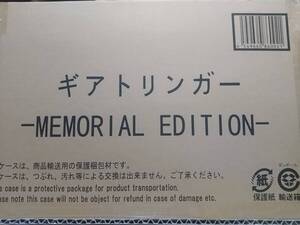 ギアトリンガー
-MEMORIAL EDITION-
ケースは、商品輸送用の保護梱包材です。
ケースは、つぶれ、汚れ等による交換は出来ません。ご了承ください。
is case is a protective package for product transportation.
ease note this case will not be object for refund in case of damage etc.
紙
保護紙
輸送箱